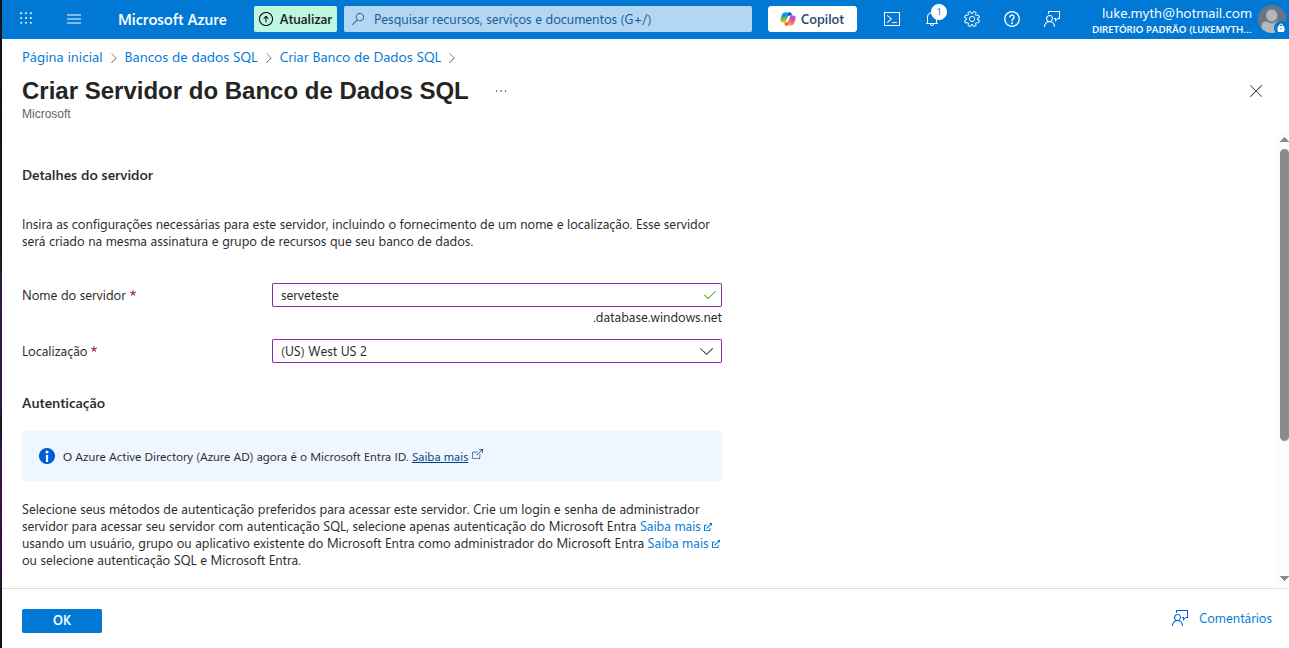 Microsoft Azure
Atualizar
Pesquisar recursos, serviços e documentos (G+/)
Copilot
1
luke.myth@hotmail.com
DIRETÓRIO PADRÃO (LUKEMYTH...
Página inicial > Bancos de dados SQL > Criar Banco de Dados SQL >
Criar Servidor do Banco de Dados SQL ...
Microsoft
Detalhes do servidor
Insira as configurações necessárias para este servidor, incluindo o fornecimento de um nome e localização. Esse servidor
será criado na mesma assinatura e grupo de recursos que seu banco de dados.
Nome do servidor *
serveteste
.database.windows.net
Localização *
(US) West US 2
Autenticação
O Azure Active Directory (Azure AD) agora é o Microsoft Entra ID. Saiba mais
Selecione seus métodos de autenticação preferidos para acessar este servidor. Crie um login e senha de administrador
servidor para acessar seu servidor com autenticação SQL, selecione apenas autenticação do Microsoft Entra Saiba mais
usando um usuário, grupo ou aplicativo existente do Microsoft Entra como administrador do Microsoft Entra Saiba mais
ou selecione autenticação SQL e Microsoft Entra.
OK
Comentários